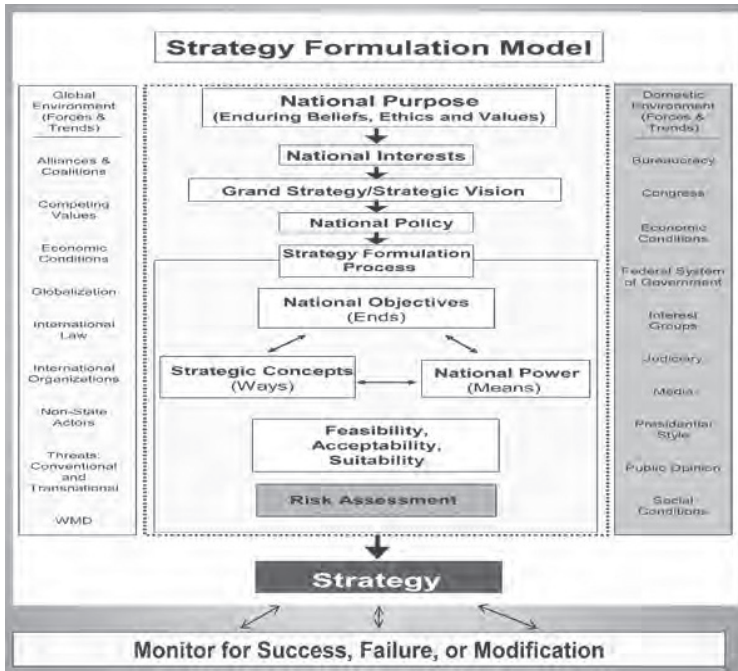 Strategy Formulation Model
Global
Environment
(Forces &
Trends)
Alliances &
Coalitions
Competing
Values
Economic
Conditions
Globalization
International
Law
International
Organizations
Non-State
Actors
Threats:
Conventional
and
Transnational
WMD
National Purpose
(Enduring Beliefs, Ethics and Values)
National Interests
Grand Strategy/Strategic Vision
National Policy
Strategy Formulation
Process
National Objectives
(Ends)
Strategic Concepts
(Ways)
National Power
(Means)
Feasibility,
Acceptability,
Suitability
Risk Assessment
Domestic
Environment
(Forces &
Trends)
Bureaucracy
Congress
Economic
Conditions
Federal System
of Government
Interest
Groups
Judiciary
Media
Presidential
Style
Public Opinion
Social
Conditions
Strategy
Monitor for Success, Failure, or Modification